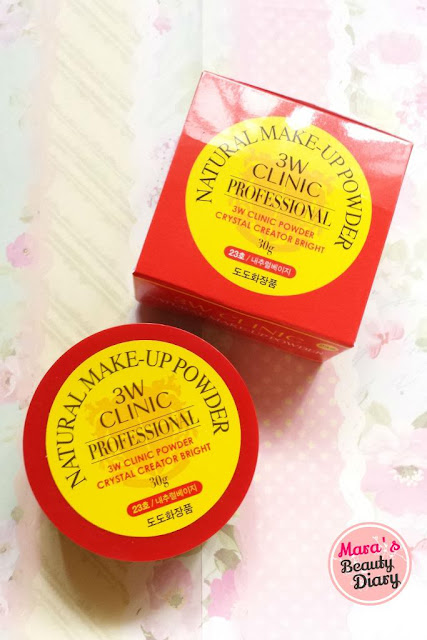 NATURAL MAKE-UP POWDER
3W
CLINIC
PROFESSIONAL
3W CLINIC POWDER
CRYSTAL CREATOR BRIGHT
30g
23호 / 내추럴베이지
도도화장품
3W CLINIC
NATURAL MAKE-UP POWDER
3W
CLINIC
PROFESSIONAL
3W CLINIC POWDER
CRYSTAL CREATOR BRIGHT
30g
23호 / 내추럴베이지
도도화장품
Mara's
Beauty
Diary